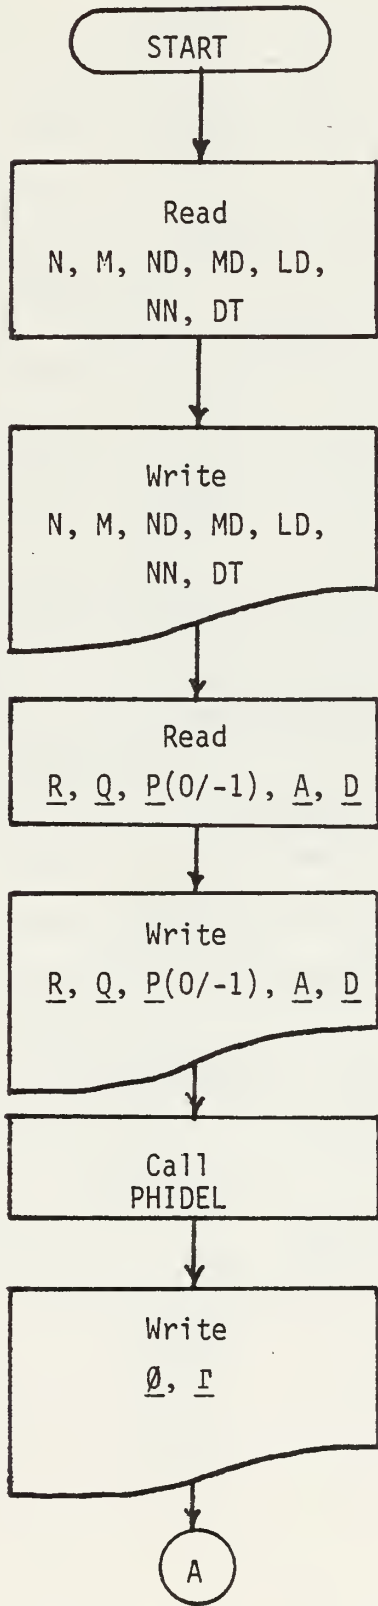 START
Read
N, M, ND, MD, LD,
NN, DT
Write
N, M, ND, MD, LD,
NN, DT
Read
R, Q, P(0/-1), A, D
Write
R, Q, P(0/-1), A, D
Call
PHIDEL
Write
Ø, Γ
A